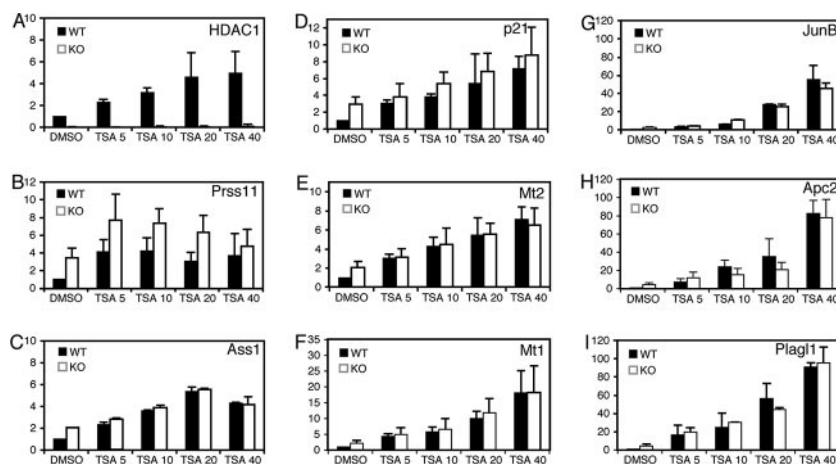 A HDAC1
WT
KO
10
8
6
4
2
0
DMSO TSA 5 TSA 10 TSA 20 TSA 40
D p21
WT
KO
12
10
8
6
4
2
0
DMSO TSA 5 TSA 10 TSA 20 TSA 40
G JunB
WT
KO
100
80
60
40
20
0
DMSO TSA 5 TSA 10 TSA 20 TSA 40
B Prss11
WT
KO
12
10
8
6
4
2
0
DMSO TSA 5 TSA 10 TSA 20 TSA 40
E Mt2
WT
KO
10
8
6
4
2
0
DMSO TSA 5 TSA 10 TSA 20 TSA 40
H Apc2
WT
KO
120
100
80
60
40
20
0
DMSO TSA 5 TSA 10 TSA 20 TSA 40
C Ass1
WT
KO
10
8
6
4
2
0
DMSO TSA 5 TSA 10 TSA 20 TSA 40
F Mt1
WT
KO
35
30
25
20
15
10
5
0
DMSO TSA 5 TSA 10 TSA 20 TSA 40
I Plagl1
WT
KO
120
100
80
60
40
20
0
DMSO TSA 5 TSA 10 TSA 20 TSA 40